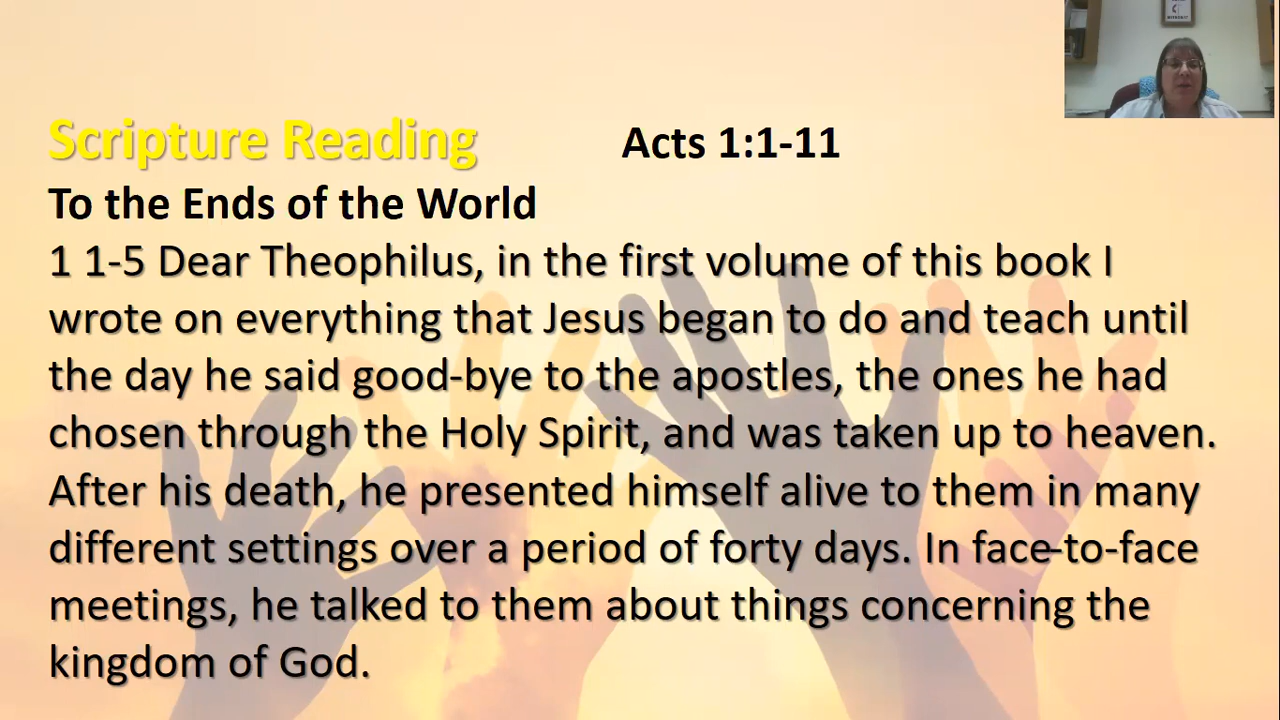 Scripture Reading Acts 1:1-11
To the Ends of the World
1 1-5 Dear Theophilus, in the first volume of this book I
wrote on everything that Jesus began to do and teach until
the day he said good-bye to the apostles, the ones he had
chosen through the Holy Spirit, and was taken up to heaven.
After his death, he presented himself alive to them in many
different settings over a period of forty days. In face-to-face
meetings, he talked to them about things concerning the
kingdom of God.